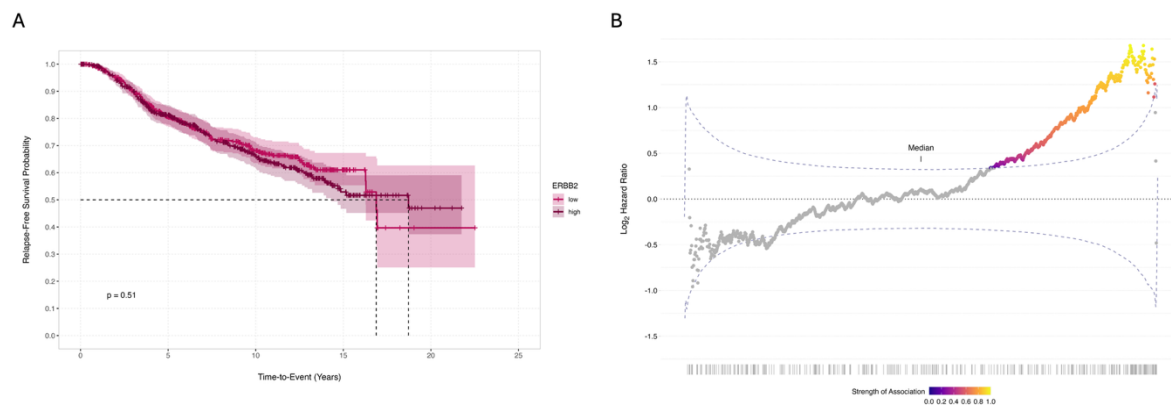 A
Relapse-Free Survival Probability
1.0
0.9
0.8
0.7
0.6
0.5
0.4
0.3
0.2
0.1
0.0
p = 0.51
0
5
10
15
20
25
Time-to-Event (Years)
ERBB2
low
high
B
Log2 Hazard Ratio
1.5
1.0
0.5
0.0
-0.5
-1.0
-1.5
Median
Strength of Association
0.0 0.2 0.4 0.6 0.8 1.0